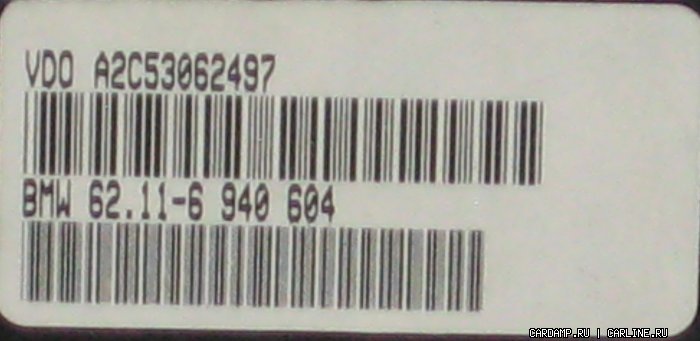 VDO A2C53062497
BMW 62.11-6 940 604
CARDAMP.RU | CARLINE.RU